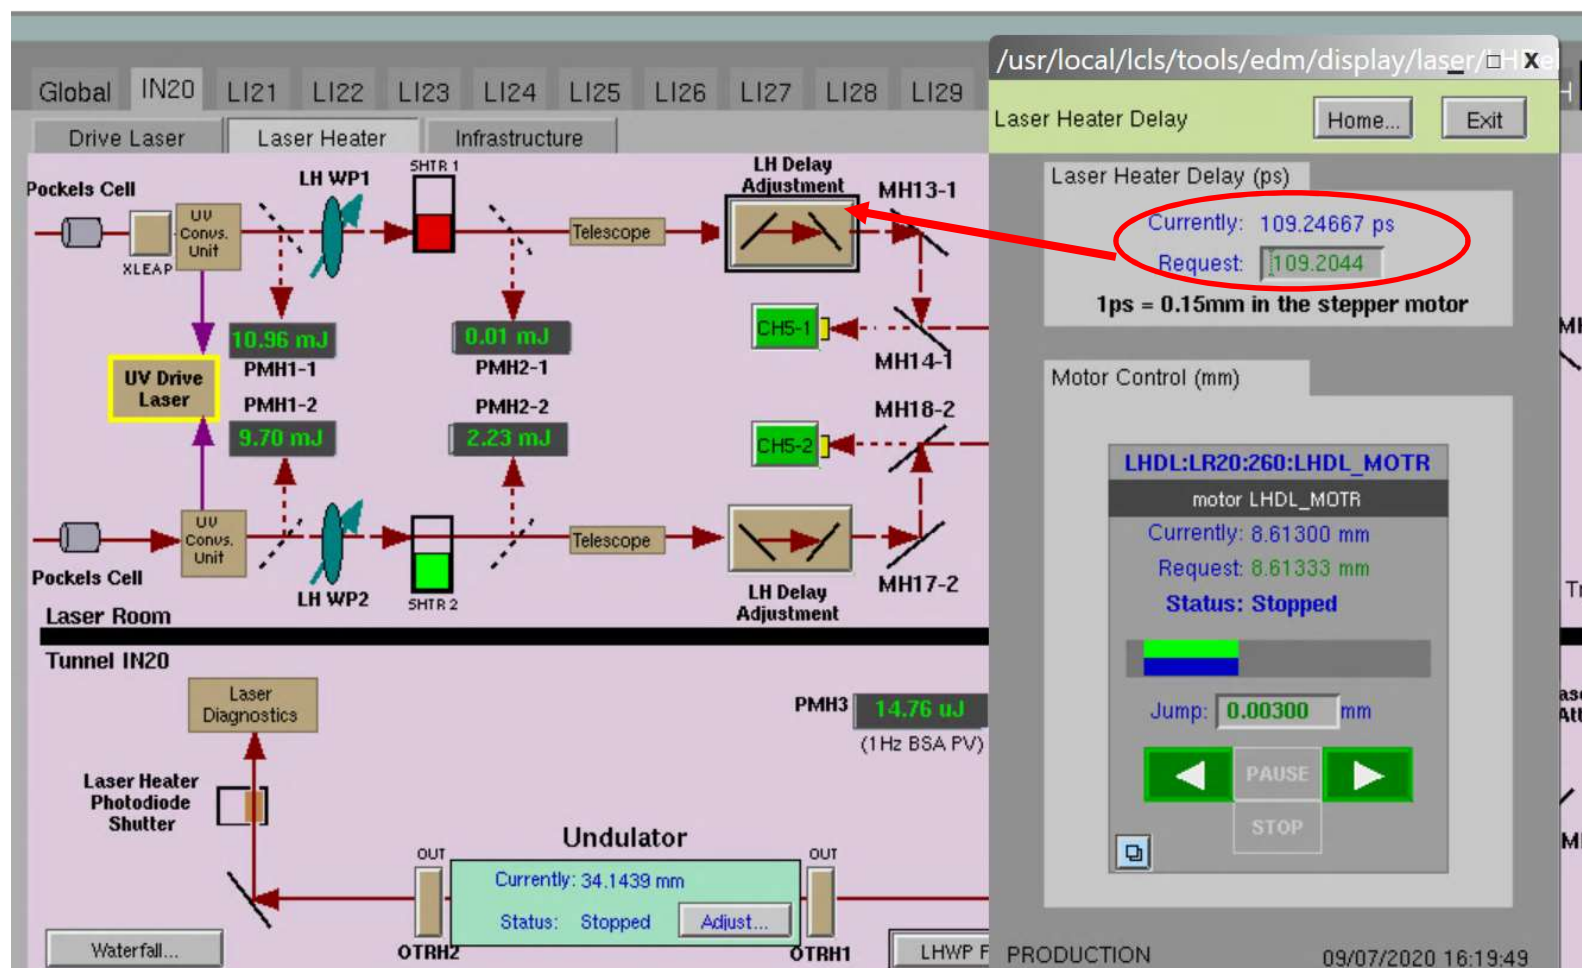 /usr/local/lcls/tools/edm/display/laser/
X
Global
IN20
LI21
LI22
LI23
LI24
LI25
LI26
LI27
LI28
LI29
Laser Heater Delay
Home...
Exit
Drive Laser
Laser Heater
Infrastructure
Pockels Cell
XLEAP
UV
Convs.
Unit
LH WP1
SHTR 1
Telescope
LH Delay
Adjustment
MH13-1
10.96 mJ
PMH1-1
0.01 mJ
PMH2-1
CH5-1
MH14-1
UV Drive
Laser
PMH1-2
9.70 mJ
PMH2-2
2.23 mJ
CH5-2
MH18-2
UV
Convs.
Unit
Pockels Cell
LH WP2
SHTR 2
Telescope
LH Delay
Adjustment
MH17-2
Laser Room
Tunnel IN20
Laser
Diagnostics
PMH3
14.76 uJ
(1Hz BSA PV)
Laser Heater
Photodiode
Shutter
Undulator
OUT
OUT
Currently: 34.1439 mm
Status: Stopped
Adjust...
OTRH2
OTRH1
Waterfall...
LHWP
Laser Heater Delay (ps)
Currently: 109.24667 ps
Request: 109.2044
1ps = 0.15mm in the stepper motor
Motor Control (mm)
LHDL:LR20:260:LHDL_MOTR
motor LHDL_MOTR
Currently: 8.61300 mm
Request: 8.61333 mm
Status: Stopped
Jump: 0.00300 mm
PAUSE
STOP
PRODUCTION
09/07/2020 16:19:49